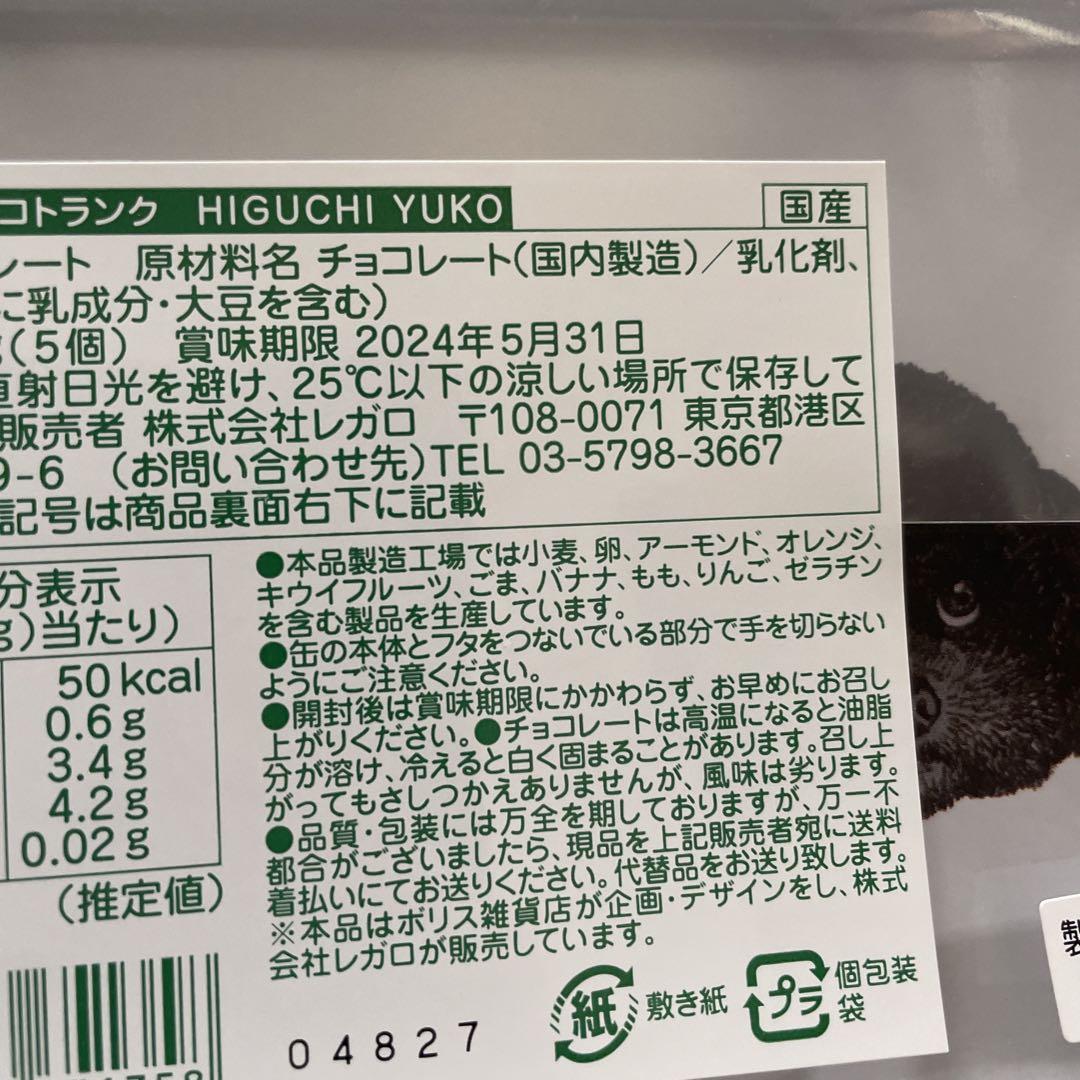 コトランク HIGUCHI YUKO
国産
レート 原材料名 チョコレート(国内製造)/乳化剤、
に乳成分・大豆を含む)
(5個) 賞味期限 2024年5月31日
直射日光を避け、25℃以下の涼しい場所で保存して
販売者 株式会社レガロ 〒108-0071 東京都港区
9-6 (お問い合わせ先)TEL 03-5798-3667
記号は商品裏面右下に記載
分表示
g)当たり)
50kcal
0.6g
3.4g
4.2g
0.02g
(推定値)
●本品製造工場では小麦、卵、アーモンド、オレンジ、
キウイフルーツ、ごま、バナナ、もも、りんご、ゼラチン
を含む製品を生産しています。
●缶の本体とフタをつないでいる部分で手を切らない
ようにご注意ください。
●開封後は賞味期限にかかわらず、お早めにお召し
上がりください。●チョコレートは高温になると油脂
分が溶け、冷えると白く固まることがあります。召し上
がってもさしつかえありませんが、風味は劣ります。
●品質・包装には万全を期しておりますが、万一不
都合がございましたら、現品を上記販売者宛に送料
着払いにてお送りください。代替品をお送り致します。
※本品はボリス雑貨店が企画・デザインをし、株式
会社レガロが販売しています。
紙 敷き紙
プラ 個包装
袋
04827
製